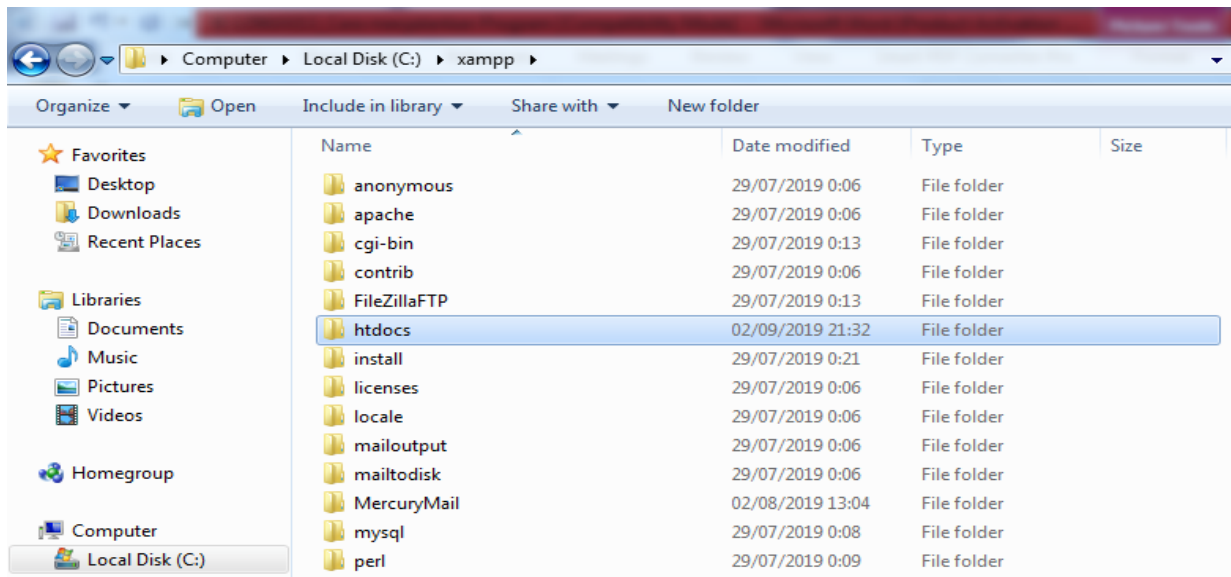 Computer Local Disk (C:) xampp
Organize Open Include in library Share with New folder
Name Date modified Type Size
Favorites
Desktop
Downloads
Recent Places
Libraries
Documents
Music
Pictures
Videos
Homegroup
Computer
Local Disk (C:)
anonymous 29/07/2019 0:06 File folder
apache 29/07/2019 0:06 File folder
cgi-bin 29/07/2019 0:13 File folder
contrib 29/07/2019 0:06 File folder
FileZillaFTP 29/07/2019 0:13 File folder
htdocs 02/09/2019 21:32 File folder
install 29/07/2019 0:21 File folder
licenses 29/07/2019 0:06 File folder
locale 29/07/2019 0:06 File folder
mailoutput 29/07/2019 0:06 File folder
mailtodisk 29/07/2019 0:06 File folder
MercuryMail 02/08/2019 13:04 File folder
mysql 29/07/2019 0:08 File folder
perl 29/07/2019 0:09 File folder